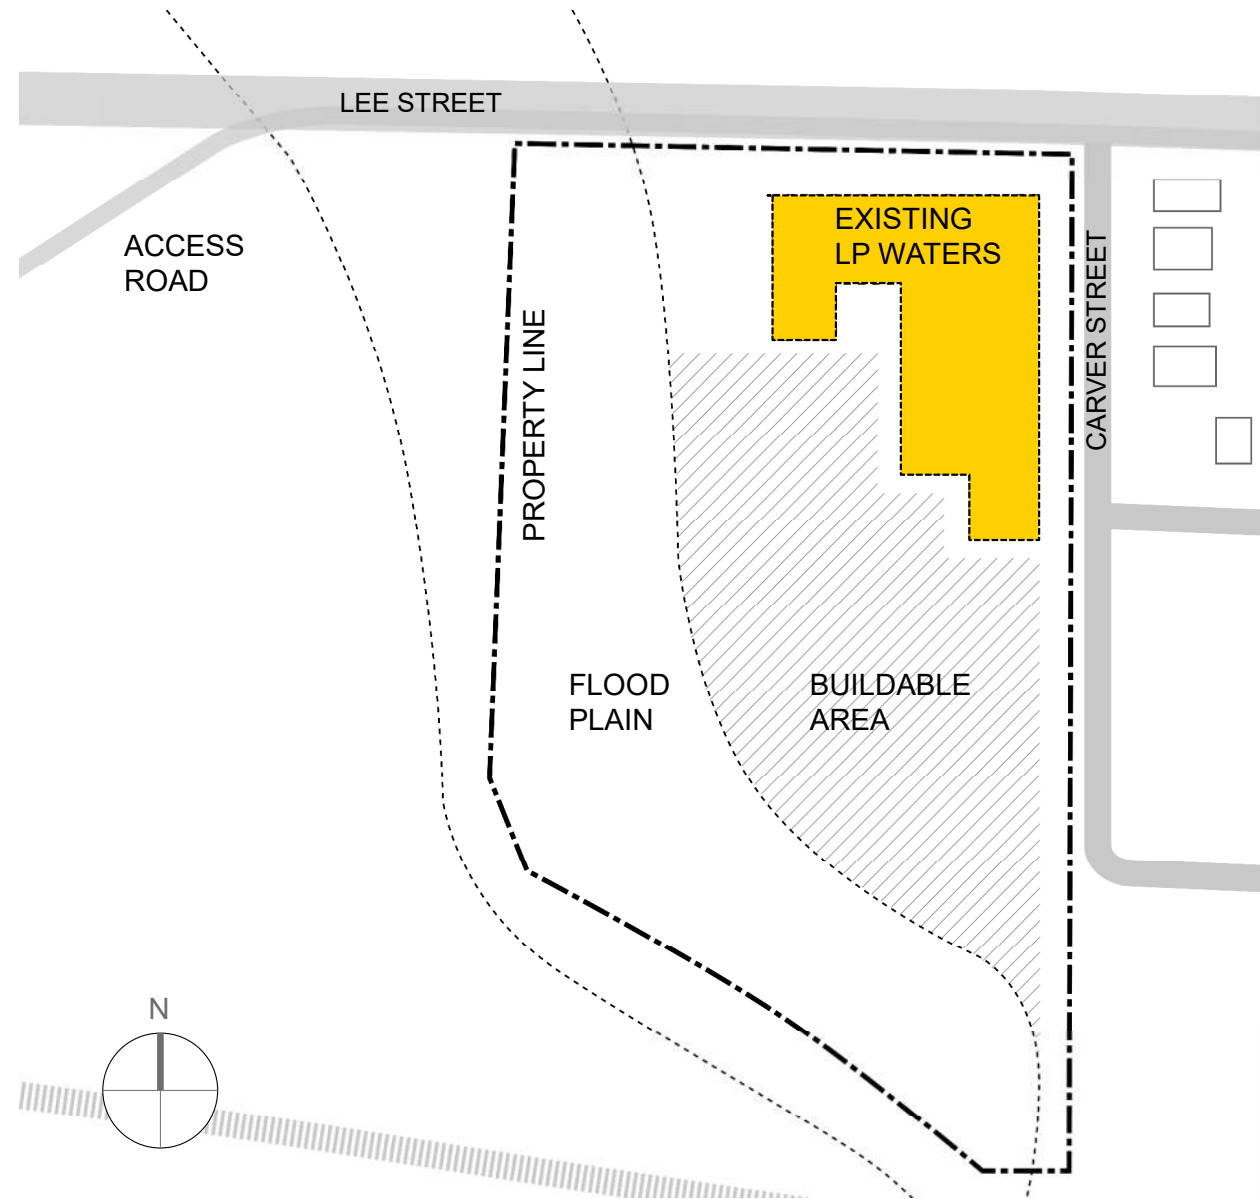 LEE STREET
EXISTING
LP WATERS
ACCESS
ROAD
PROPERTY LINE
CARVER STREET
FLOOD
PLAIN
BUILDABLE
AREA
N